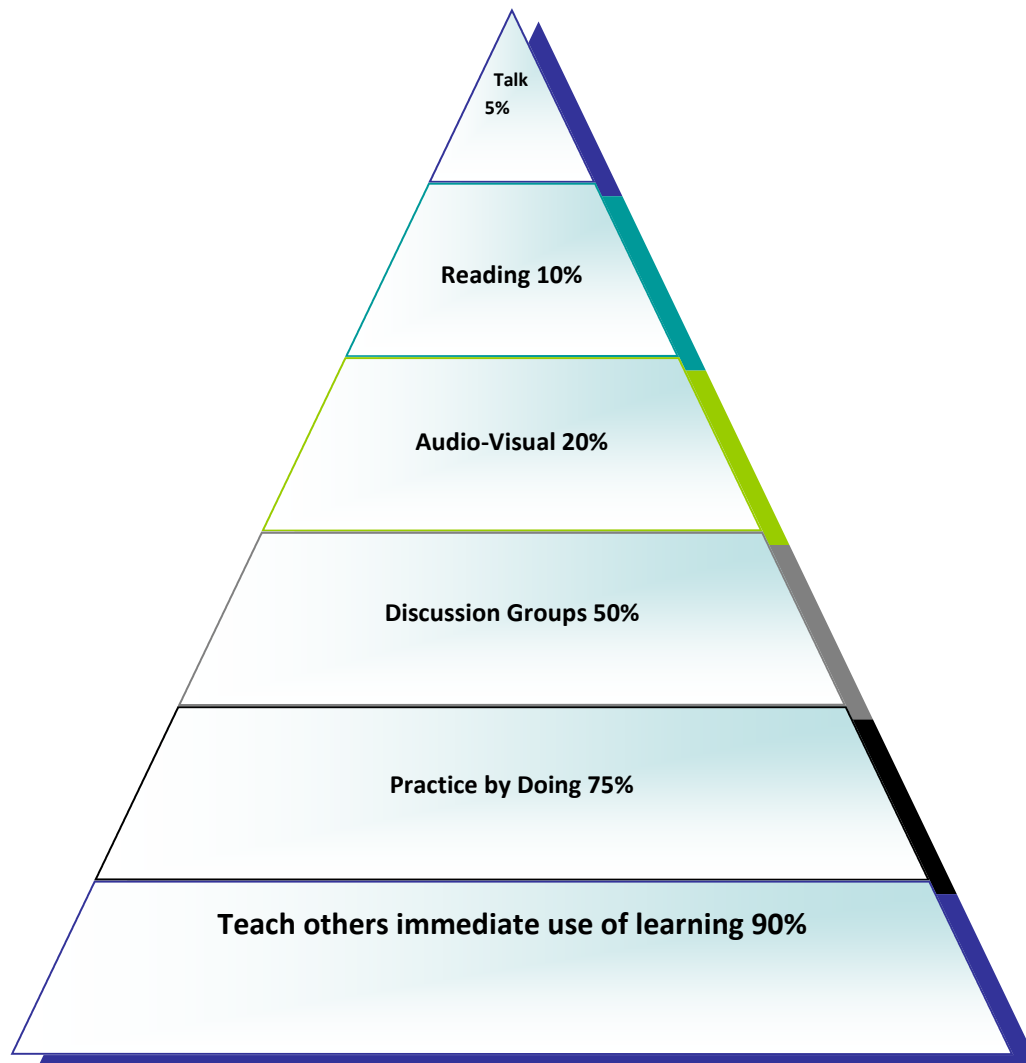 Talk
5%
Reading 10%
Audio-Visual 20%
Discussion Groups 50%
Practice by Doing 75%
Teach others immediate use of learning 90%